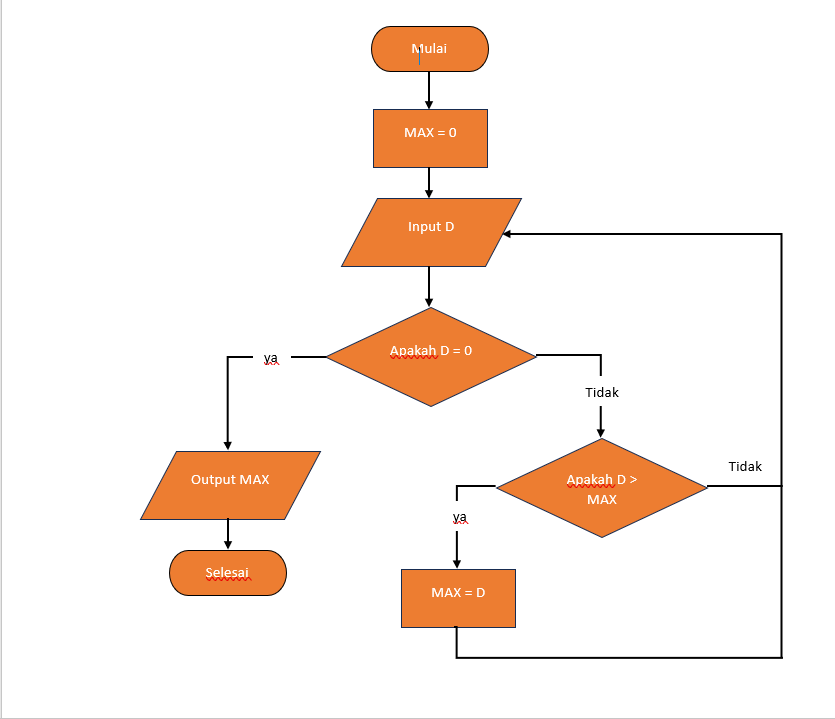 Mulai
MAX = 0
Input D
Apakah D = 0
ya
Tidak
Output MAX
Apakah D >
MAX
Tidak
ya
Selesai
MAX = D